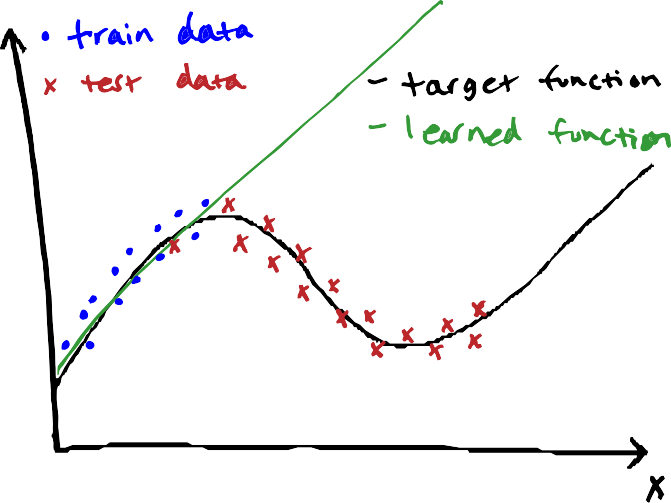 • train data
x test data
– target function
– learned function
x